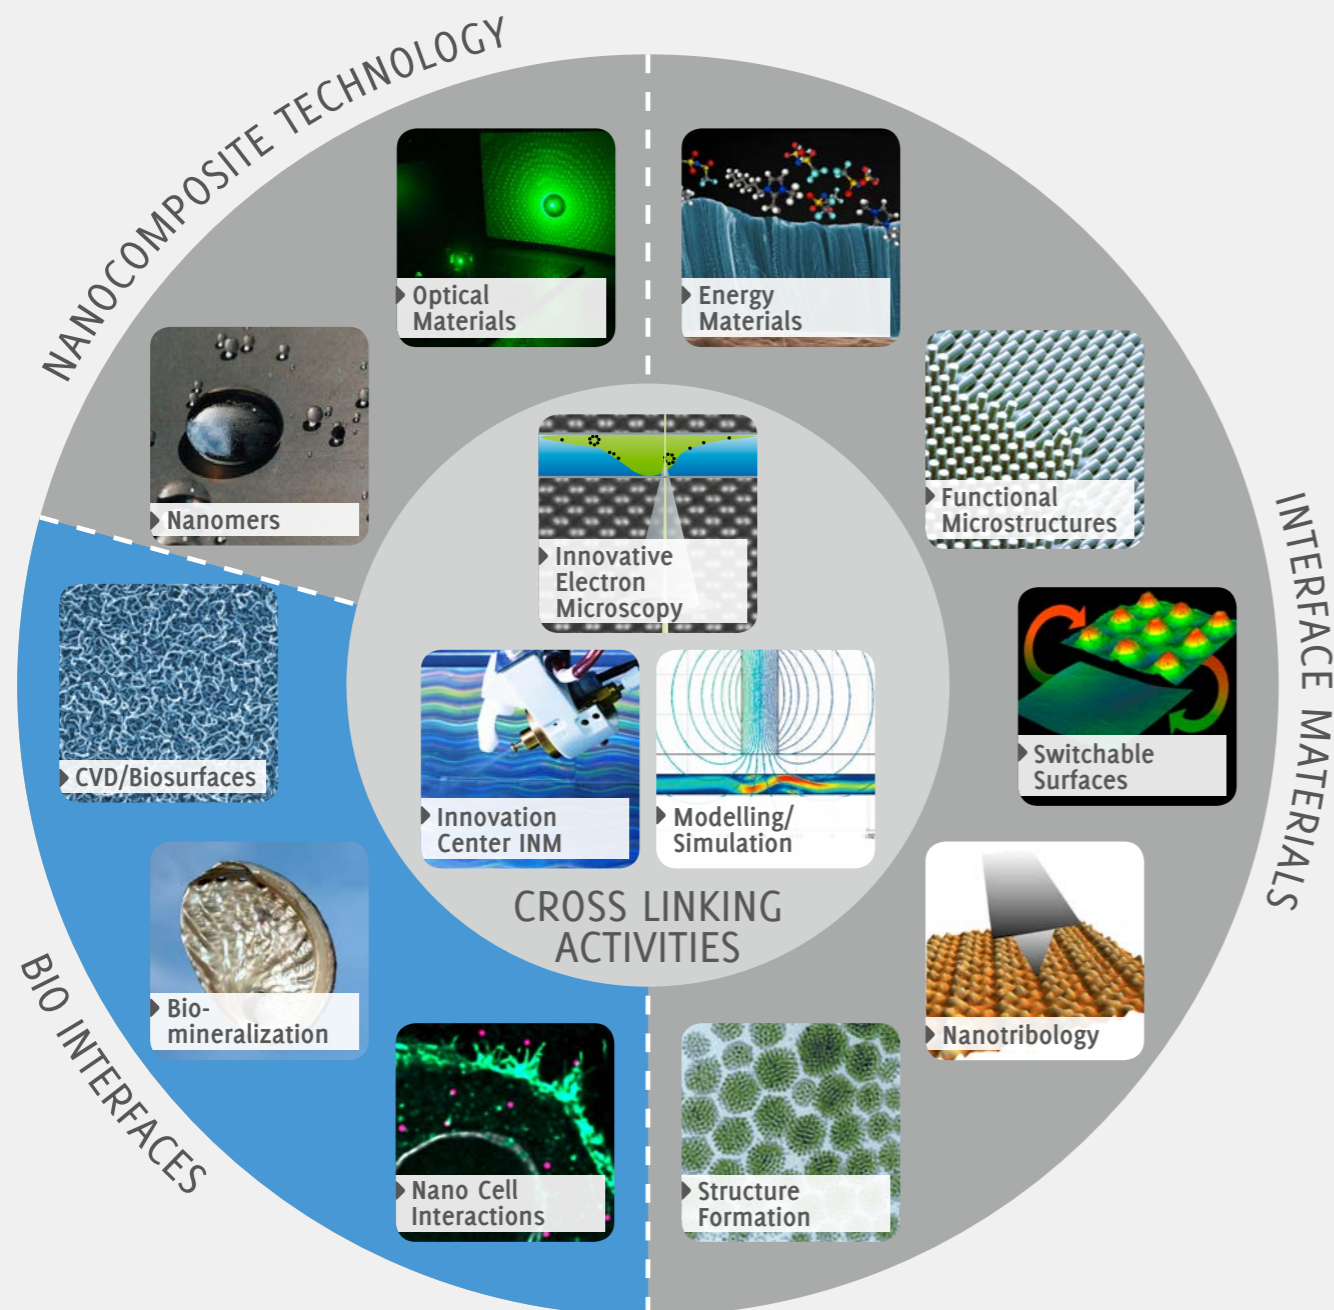 NANOCOMPOSITE TECHNOLOGY
Optical
Materials
Energy
Materials
Nanomers
Functional
Microstructures
Innovative
Electron
Microscopy
INTERFACE MATERIALS
CVD/Biosurfaces
Switchable
Surfaces
Innovation
Center INM
Modelling/
Simulation
CROSS LINKING
ACTIVITIES
BIO INTERFACES
Bio-
mineralization
Nanotribology
Nano Cell
Interactions
Structure
Formation